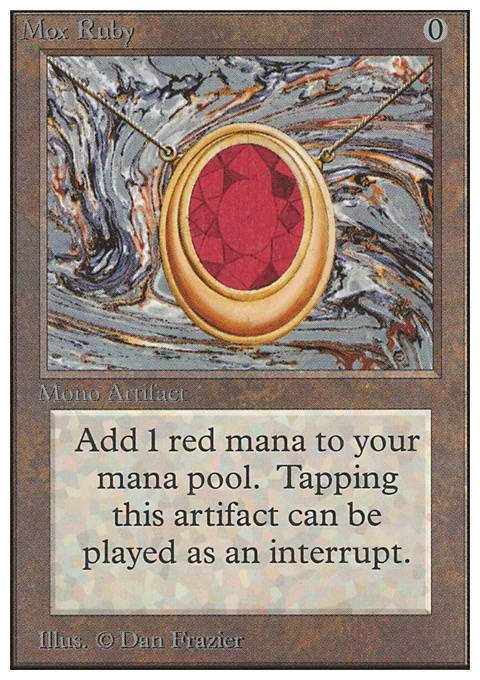 Mox Ruby 0
Mono Artifact
Add 1 red mana to your
mana pool. Tapping
this artifact can be
played as an interrupt.
Illus. © Dan Frazier